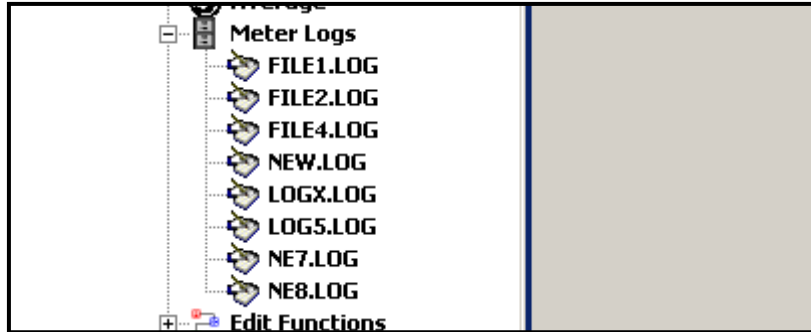 Average
Meter Logs
FILE1.LOG
FILE2.LOG
FILE4.LOG
NEW.LOG
LOGX.LOG
LOG5.LOG
NE7.LOG
NE8.LOG
Edit Functions